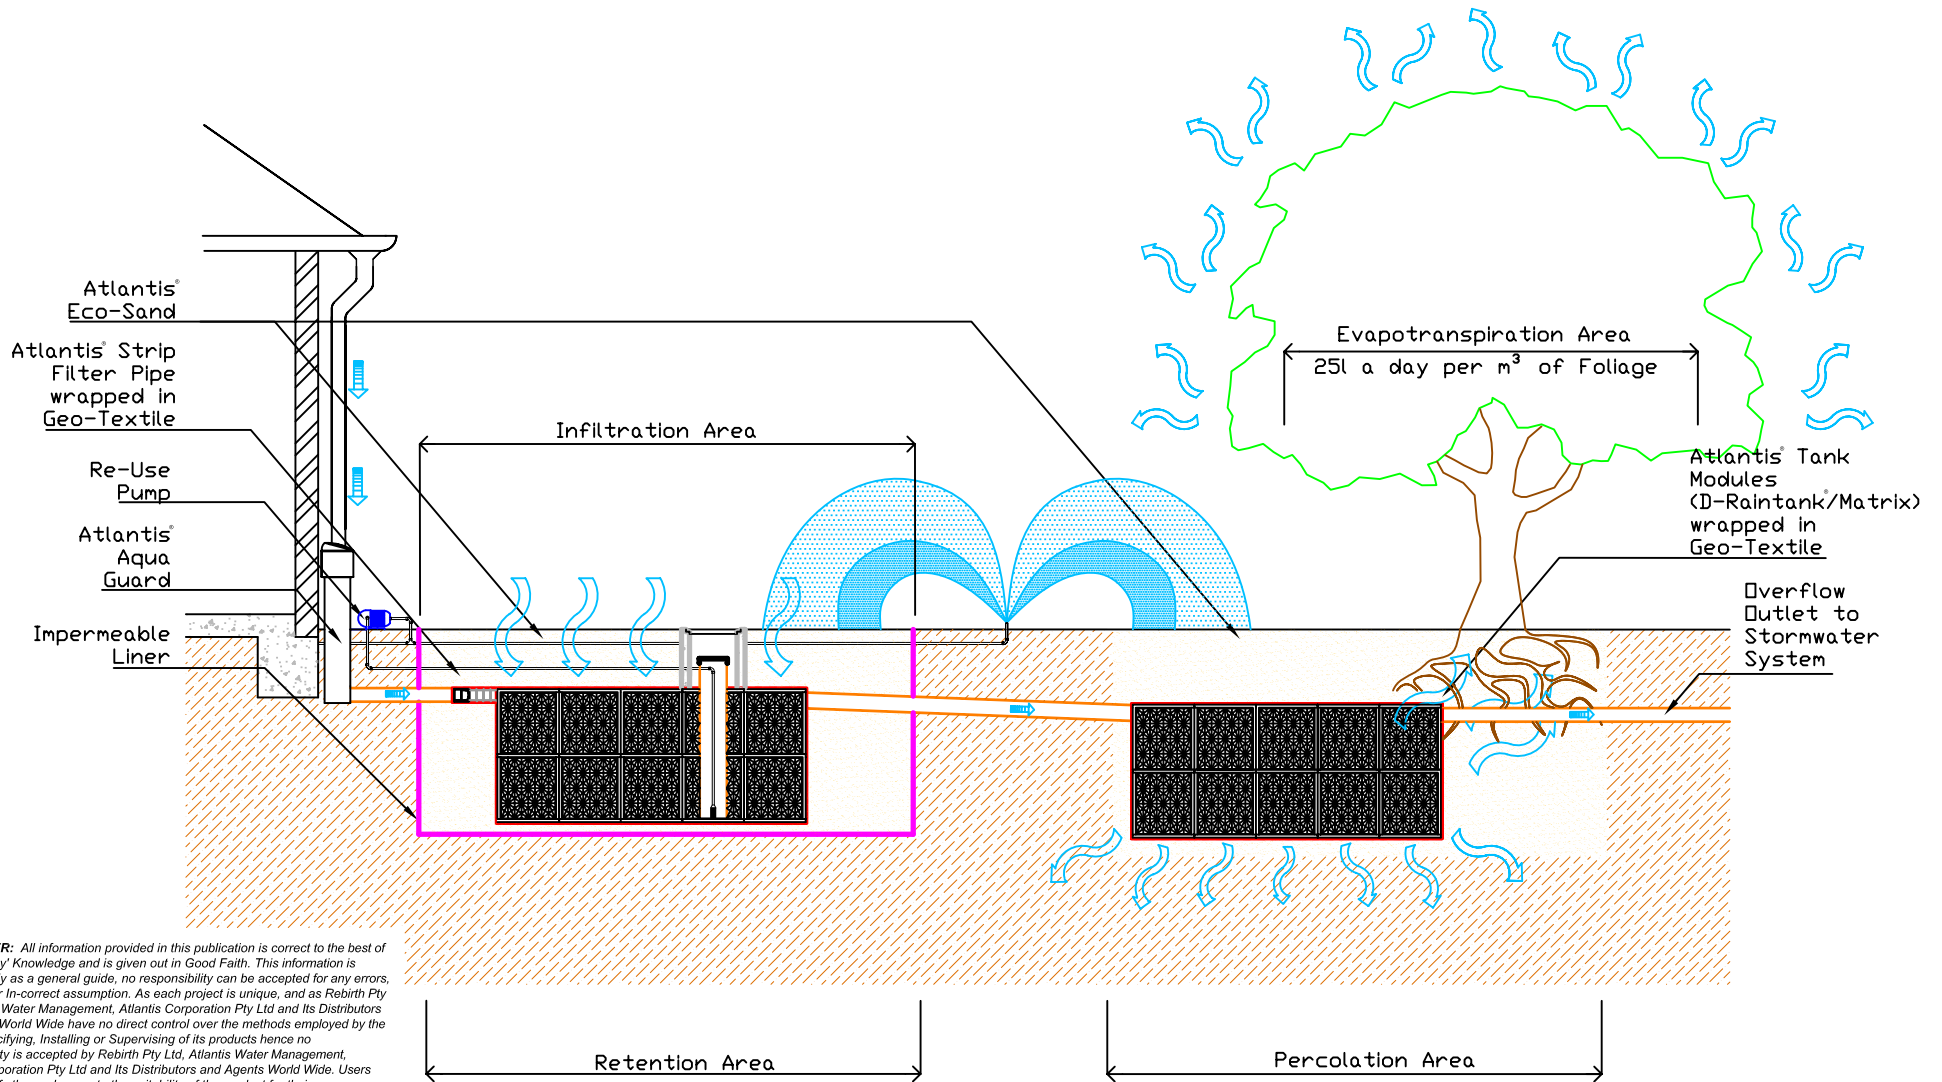 Atlantis®
Eco-Sand
Atlantis® Strip
Filter Pipe
wrapped in
Geo-Textile
Re-Use
Pump
Atlantis®
Aqua
Guard
Impermeable
Liner
Infiltration Area
Evapotranspiration Area
25l a day per m³ of Foliage
Atlantis® Tank
Modules
(D-Raintank®/Matrix)
wrapped in
Geo-Textile
Overflow
Outlet to
Stormwater
System
All information provided in this publication is correct to the best of
Knowledge and is given out in Good Faith. This information is
as a general guide, no responsibility can be accepted for any errors,
In-correct assumption. As each project is unique, and as Rebirth Pty
Water Management, Atlantis Corporation Pty Ltd and Its Distributors
World Wide have no direct control over the methods employed by the
Installing or Supervising of its products hence no
is accepted by Rebirth Pty Ltd, Atlantis Water Management,
Pty Ltd and Its Distributors and Agents World Wide. Users
Retention Area
Percolation Area